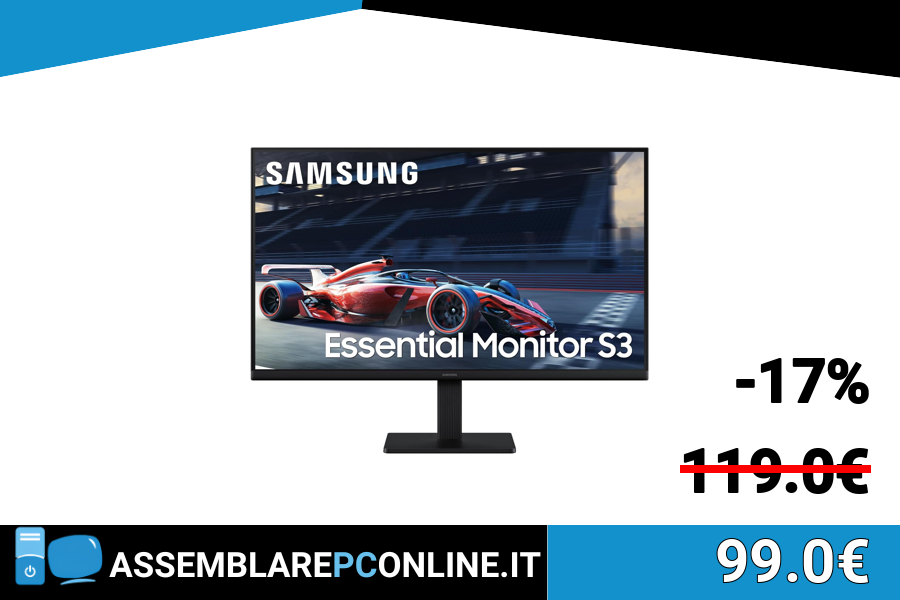 SAMSUNG
Essential Monitor S3
-17%
119.0€
ASSEMBLAREPCONLINE.IT
99.0€